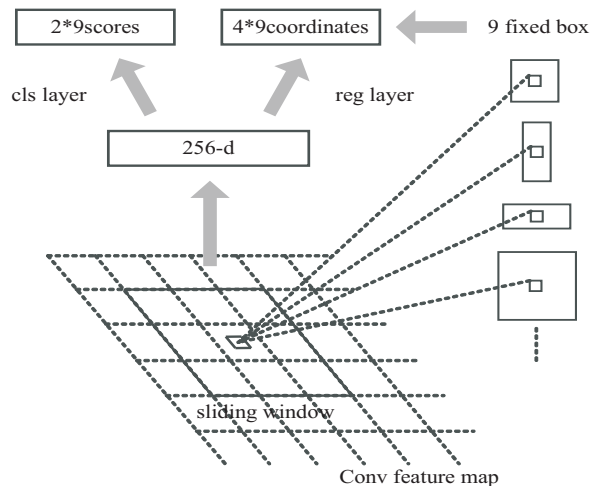 2*9scores
4*9coordinates
9 fixed box
cls layer
reg layer
256-d
sliding window
Conv feature map